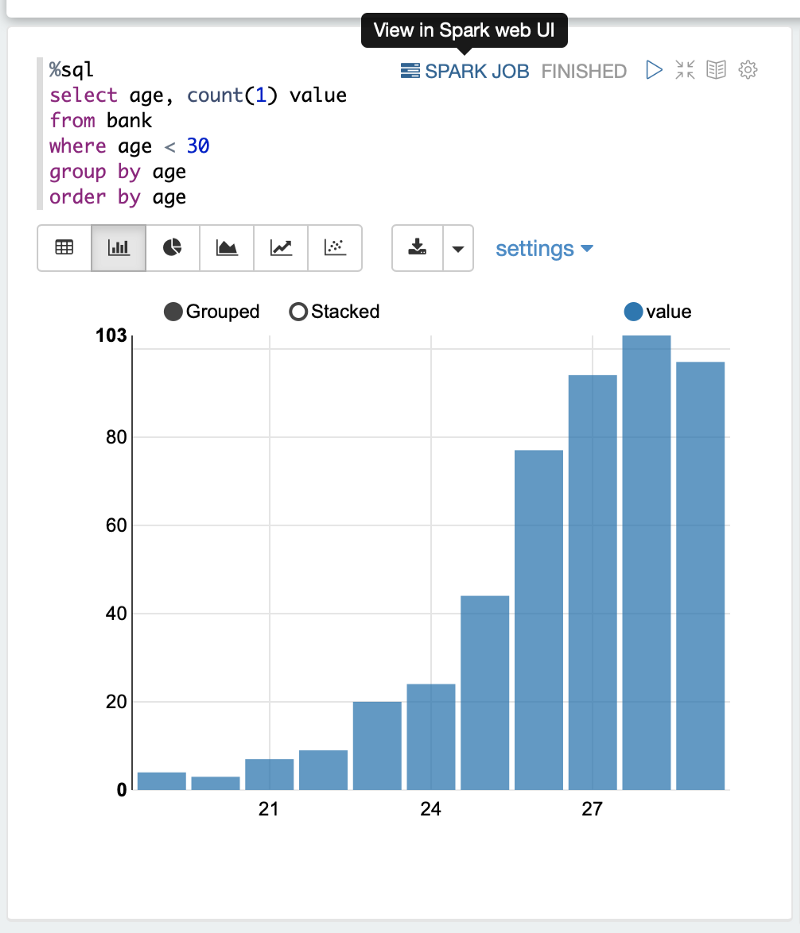 View in Spark web UI
%sql
SPARK JOB FINISHED
select age, count(1) value
from bank
where age < 30
group by age
order by age
settings
Grouped Stacked value
103
80
60
40
20
0
21 24 27